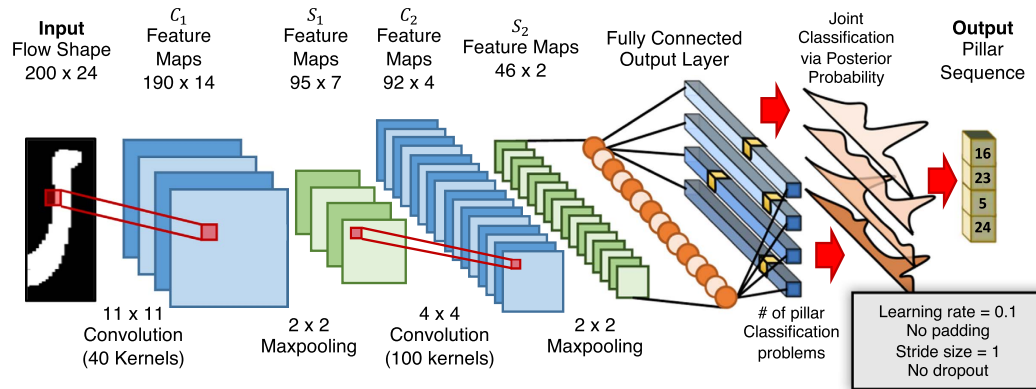 Input
Flow Shape
200 x 24
C₁
Feature
Maps
190 x 14
S₁
Feature
Maps
95 x 7
C₂
Feature
Maps
92 x 4
S₂
Feature Maps
46 x 2
Fully Connected
Output Layer
Joint
Classification
via Posterior
Probability
Output
Pillar
Sequence
16
23
5
24
11 x 11
Convolution
(40 Kernels)
2 x 2
Maxpooling
4 x 4
Convolution
(100 kernels)
2 x 2
Maxpooling
# of pillar
Classification
problems
Learning rate = 0.1
No padding
Stride size = 1
No dropout